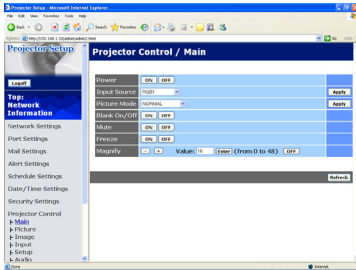 Projector Setup - Microsoft Internet Explorer
File Edit View Favorites Tools Help
Back Search Favorites
Address
Go
Projector Setup
Logoff
Top:
Network
Information
Network Settings
Port Settings
Mail Settings
Alert Settings
Schedule Settings
Date/Time Settings
Security Settings
Projector Control
Main
Picture
Image
Input
Setup
Audio
Projector Control / Main
Power ON OFF
Input Source RGB1 Apply
Picture Mode NORMAL Apply
Blank On/Off ON OFF
Mute ON OFF
Freeze ON OFF
Magnify - + Value: 16 Enter (from 0 to 48) OFF
Refresh
Done Internet